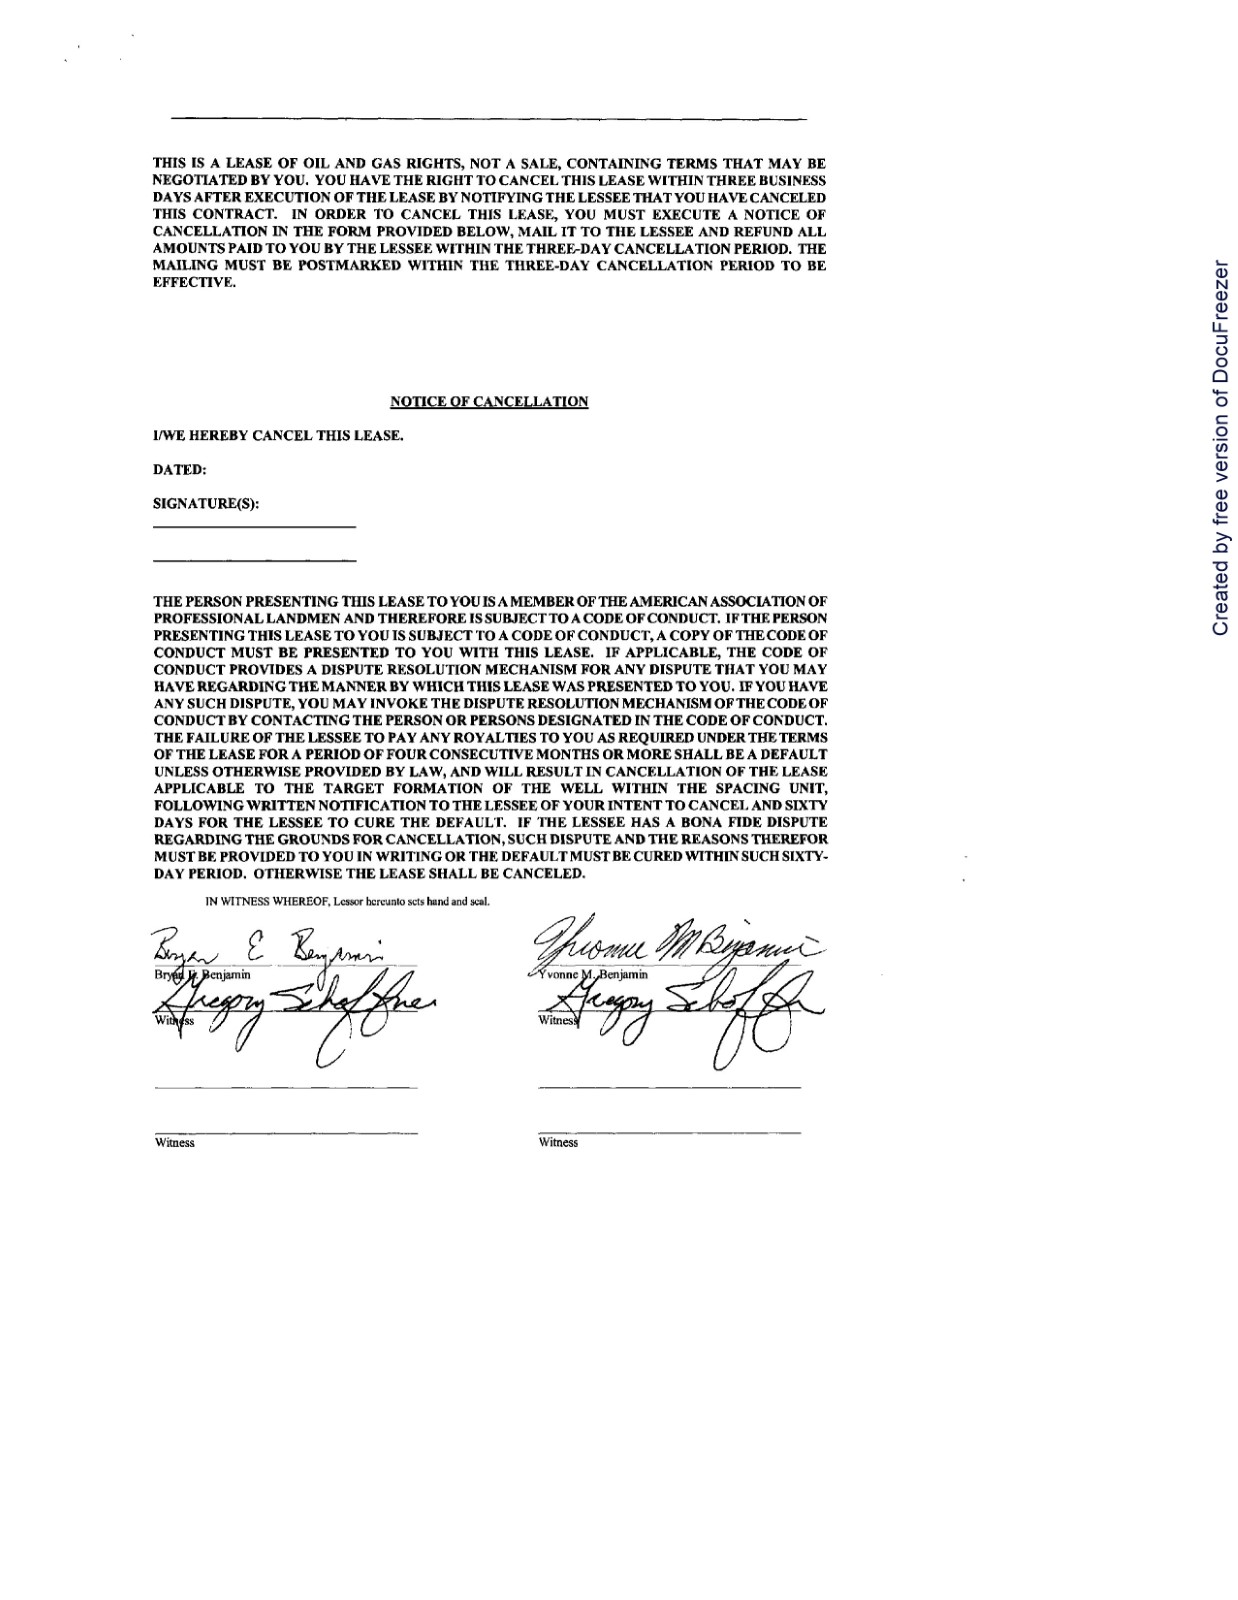 THIS IS A LEASE OF OIL AND GAS RIGHTS, NOT A SALE, CONTAINING TERMS THAT MAY BE
NEGOTIATED BY YOU. YOU HAVE THE RIGHT TO CANCEL THIS LEASE WITHIN THREE BUSINESS
DAYS AFTER EXECUTION OF THE LEASE BY NOTIFYING THE LESSEE THAT YOU HAVE CANCELED
THIS CONTRACT. IN ORDER TO CANCEL THIS LEASE, YOU MUST EXECUTE A NOTICE OF
CANCELLATION IN THE FORM PROVIDED BELOW, MAIL IT TO THE LESSEE AND REFUND ALL
AMOUNTS PAID TO YOU BY THE LESSEE WITHIN THE THREE-DAY CANCELLATION PERIOD. THE
MAILING MUST BE POSTMARKED WITHIN THE THREE-DAY CANCELLATION PERIOD TO BE
EFFECTIVE.
NOTICE OF CANCELLATION
I/WE HEREBY CANCEL THIS LEASE.
DATED:
SIGNATURE(S):
THE PERSON PRESENTING THIS LEASE TO YOU IS A MEMBER OF THE AMERICAN ASSOCIATION OF
PROFESSIONAL LANDMEN AND THEREFORE IS SUBJECT TO A CODE OF CONDUCT. IF THE PERSON
PRESENTING THIS LEASE TO YOU IS SUBJECT TO A CODE OF CONDUCT, A COPY OF THE CODE OF
CONDUCT MUST BE PRESENTED TO YOU WITH THIS LEASE. IF APPLICABLE, THE CODE OF
CONDUCT PROVIDES A DISPUTE RESOLUTION MECHANISM FOR ANY DISPUTE THAT YOU MAY
HAVE REGARDING THE MANNER BY WHICH THIS LEASE WAS PRESENTED TO YOU. IF YOU HAVE
ANY SUCH DISPUTE, YOU MAY INVOKE THE DISPUTE RESOLUTION MECHANISM OF THE CODE OF
CONDUCT BY CONTACTING THE PERSON OR PERSONS DESIGNATED IN THE CODE OF CONDUCT.
THE FAILURE OF THE LESSEE TO PAY ANY ROYALTIES TO YOU AS REQUIRED UNDER THE TERMS
OF THE LEASE FOR A PERIOD OF FOUR CONSECUTIVE MONTHS OR MORE SHALL BE A DEFAULT
UNLESS OTHERWISE PROVIDED BY LAW, AND WILL RESULT IN CANCELLATION OF THE LEASE
APPLICABLE TO THE TARGET FORMATION OF THE WELL WITHIN THE SPACING UNIT,
FOLLOWING WRITTEN NOTIFICATION TO THE LESSEE OF YOUR INTENT TO CANCEL AND SIXTY
DAYS FOR THE LESSEE TO CURE THE DEFAULT. IF THE LESSEE HAS A BONA FIDE DISPUTE
REGARDING THE GROUNDS FOR CANCELLATION, SUCH DISPUTE AND THE REASONS THEREFOR
MUST BE PROVIDED TO YOU IN WRITING OR THE DEFAULT MUST BE CURED WITHIN SUCH SIXTY-
DAY PERIOD. OTHERWISE THE LEASE SHALL BE CANCELED.
IN WITNESS WHEREOF, Lessor hereunto sets hand and seal.
Bryan E Benjamin
Yvonne M Benjamin
Benjamin
Yvonne M. Benjamin
Gregory Schaffner
Gregory
Witness
Witness
Witness
Witness
Created by free version of DocuFreezer